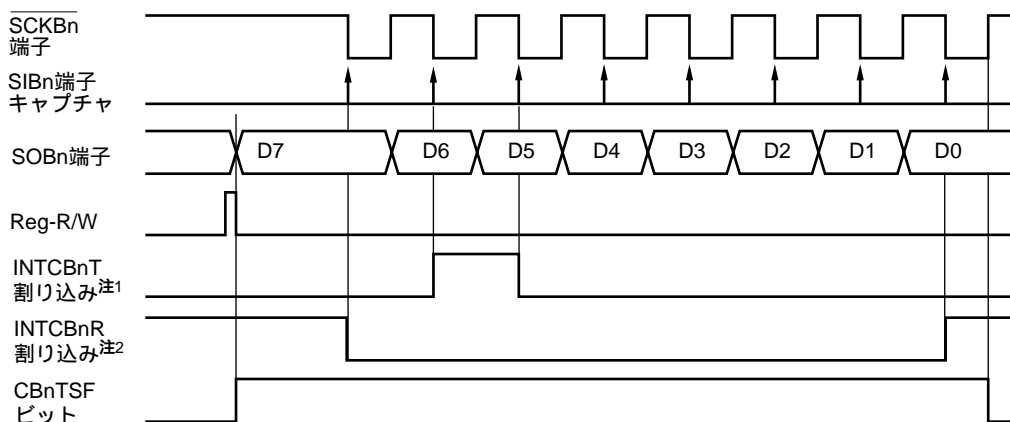 SCKBn
端子
SIBn端子
キャプチャ
SOBn端子
D7 D6 D5 D4 D3 D2 D1 D0
Reg-R/W
INTCBnT
割り込み注1
INTCBnR
割り込み注2
CBnTSF
ビット